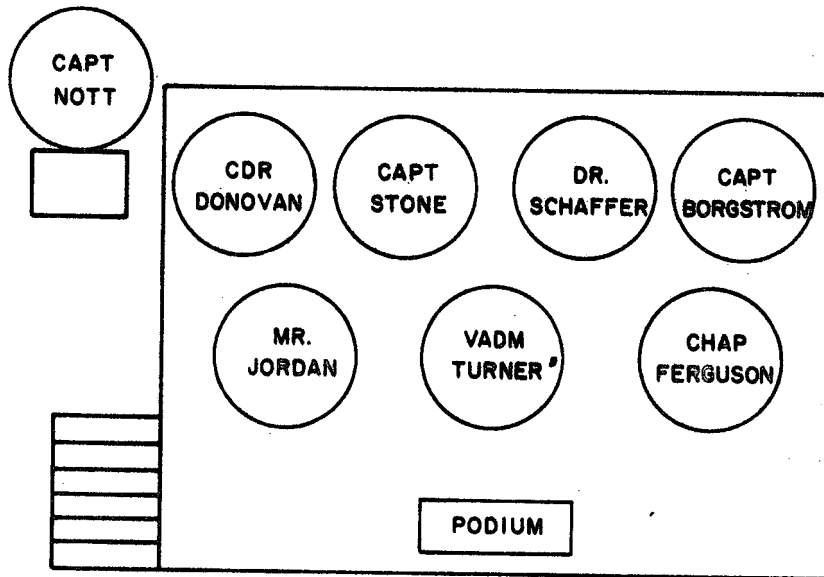 CAPT
NOTT
CDR
DONOVAN
CAPT
STONE
DR.
SCHAFFER
CAPT
BORGSTROM
MR.
JORDAN
VADM
TURNER
CHAP
FERGUSON
PODIUM